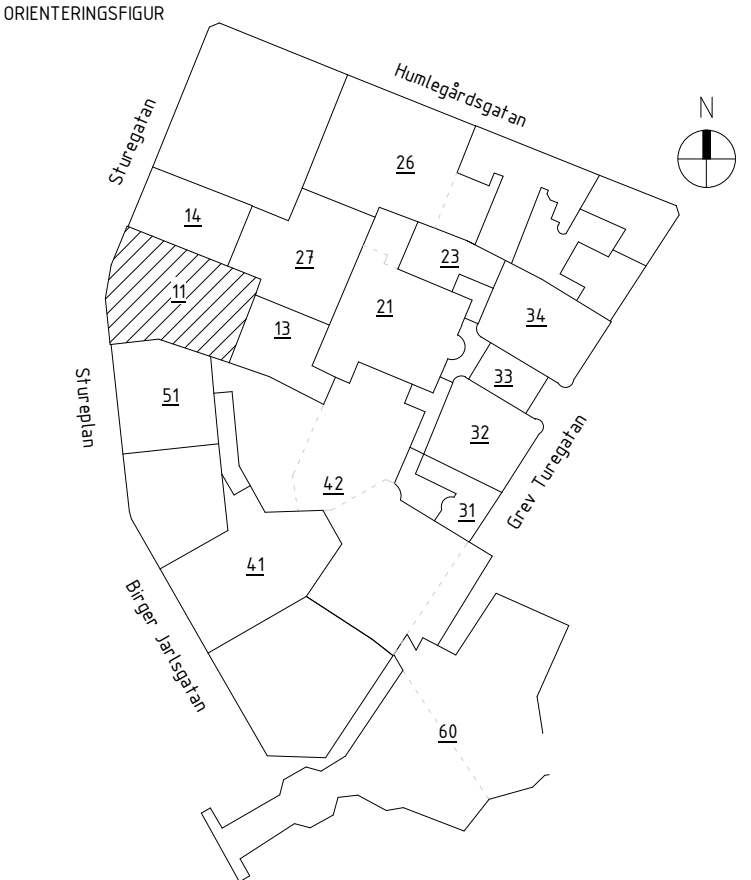 ORIENTERINGSFIGUR
Humlegårdsgatan
Sturegatan
N
26
14
27
23
11
21
34
13
33
51
Stureplan
32
Grev Turegatan
42
31
41
Birger Jarlsgatan
60